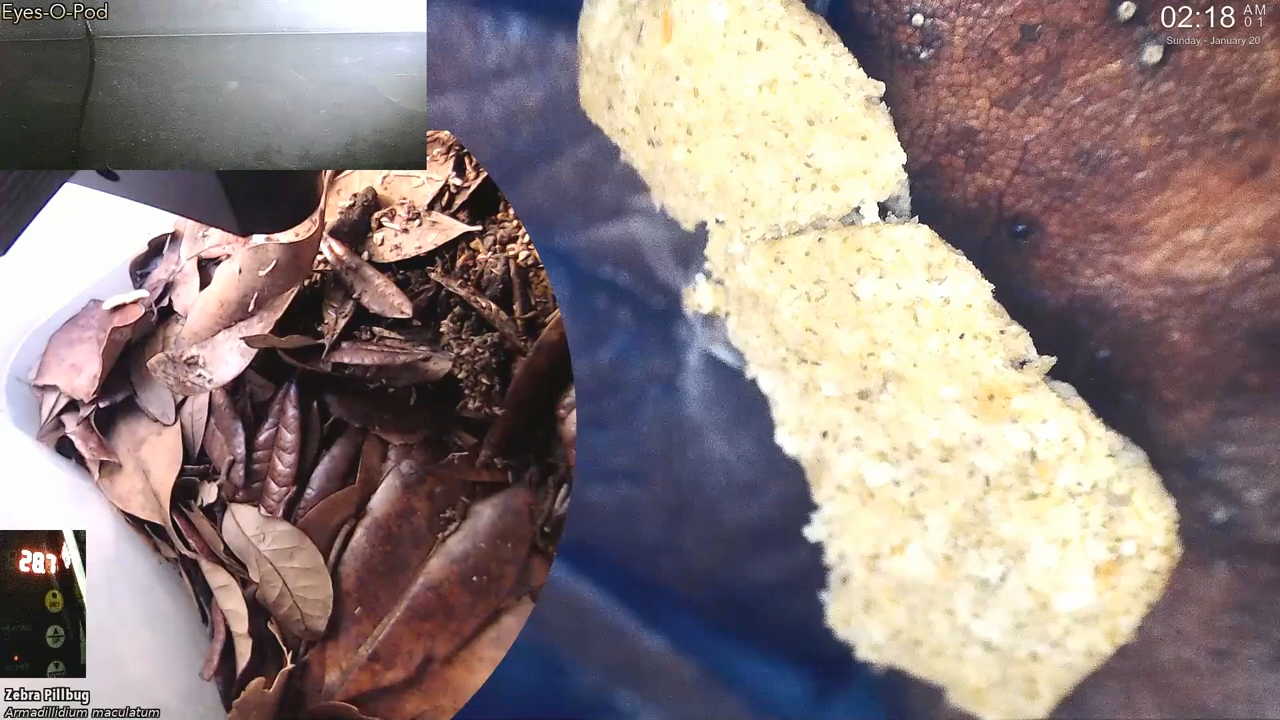 Eyes-O-Pod
02:18 AM
01
Sunday - January 20
Zebra Pillbug
Armadillidium maculatum